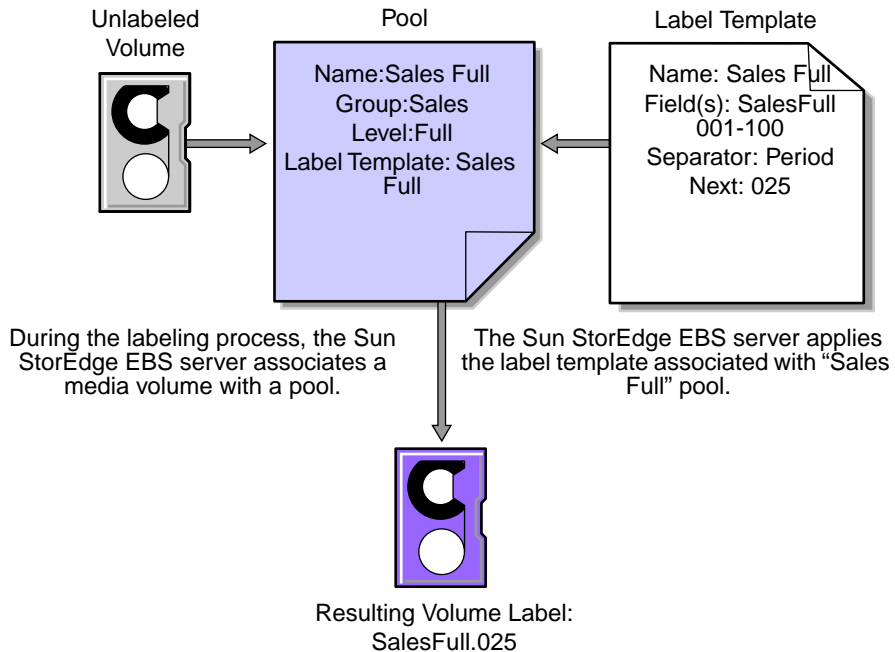 Unlabeled
Volume
Pool
Name:Sales Full
Group:Sales
Level:Full
Label Template: Sales
Full
Label Template
Name: Sales Full
Field(s): SalesFull
001-100
Separator: Period
Next: 025
During the labeling process, the Sun
StorEdge EBS server associates a
media volume with a pool.
The Sun StorEdge EBS server applies
the label template associated with “Sales
Full” pool.
Resulting Volume Label:
SalesFull.025